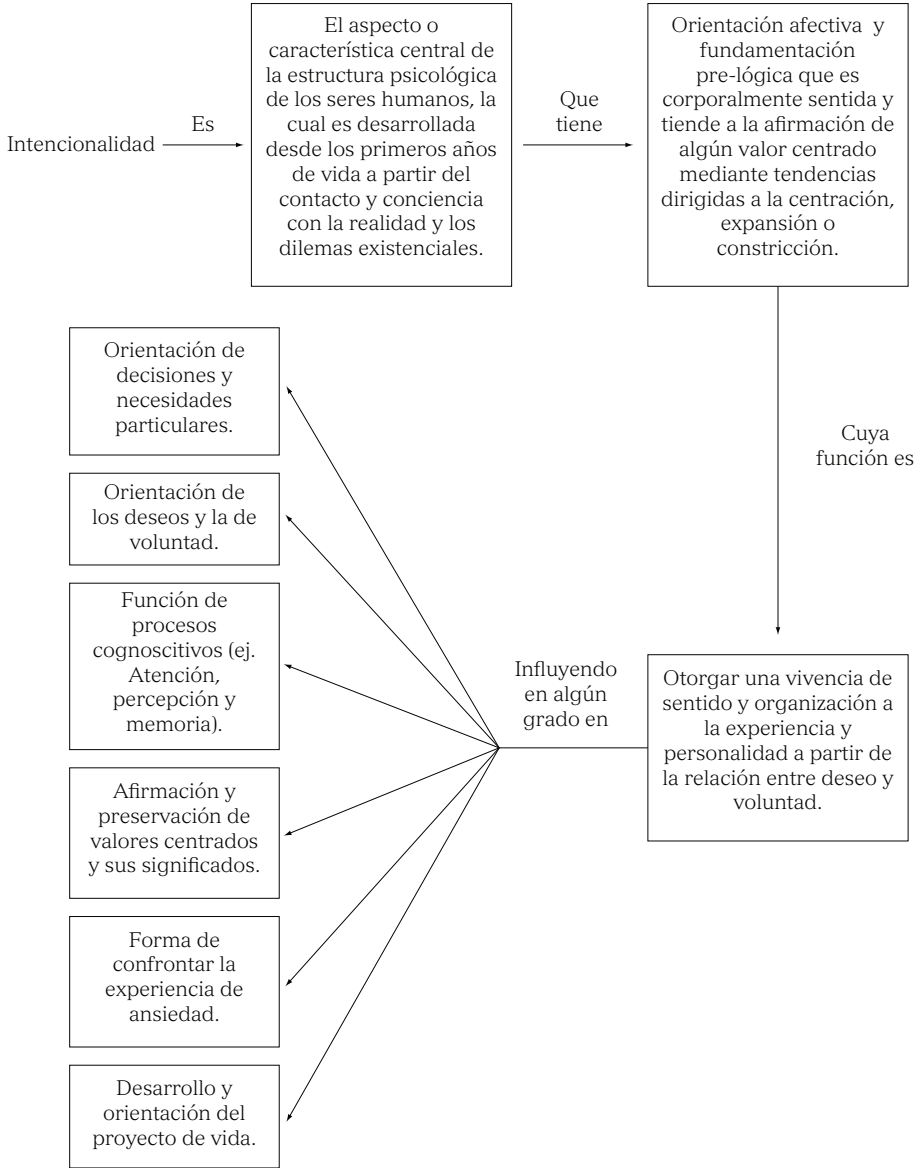 Intencionalidad
Es
El aspecto o
característica central de
la estructura psicológica
de los seres humanos, la
cual es desarrollada
desde los primeros años
de vida a partir del
contacto y conciencia
con la realidad y los
dilemas existenciales.
Que
tiene
Orientación afectiva y
fundamentación
pre-lógica que es
corporalmente sentida y
tiende a la afirmación de
algún valor centrado
mediante tendencias
dirigidas a la centración,
expansión o
constricción.
Cuya
función es
Otorgar una vivencia de
sentido y organización a
la experiencia y
personalidad a partir de
la relación entre deseo y
voluntad.
Influyendo
en algún
grado en
Orientación de
decisiones y
necesidades
particulares.
Orientación de
los deseos y la de
voluntad.
Función de
procesos
cognoscitivos (ej.
Atención,
percepción y
memoria).
Afirmación y
preservación de
valores centrados
y sus significados.
Forma de
confrontar la
experiencia de
ansiedad.
Desarrollo y
orientación del
proyecto de vida.